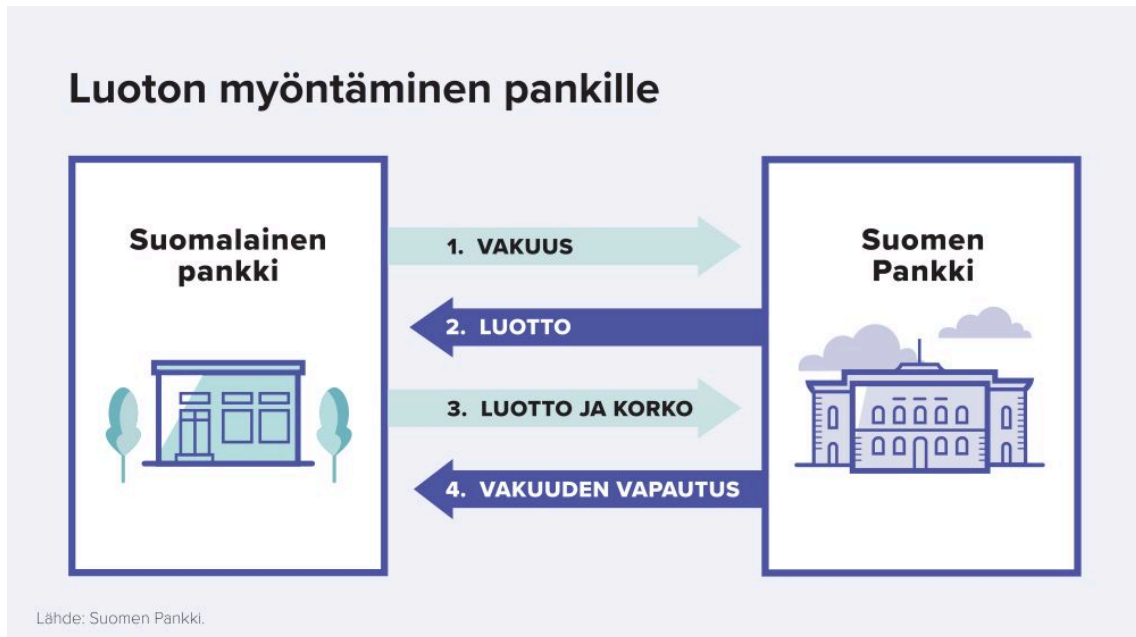 Luoton myöntäminen pankille
Suomalainen
pankki
1. VAKUUS
2. LUOTTO
3. LUOTTO JA KORKO
4. VAKUUDEN VAPAUTUS
Suomen
Pankki
Lähde: Suomen Pankki.